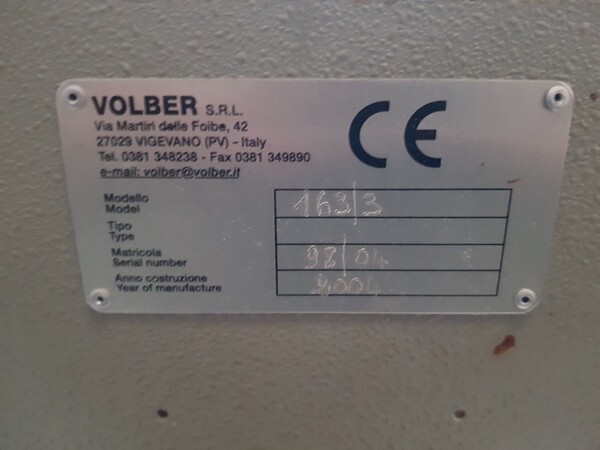 VOLBER S.R.L.
Via Martiri delle Foibe, 42
27029 VIGEVANO (PV) - Italy
Tel. 0381 348238 - Fax 0381 349890
e-mail: volber@volber.it
CE
Modello
Model
163/3
Tipo
Type
Matricola
Serial number
98/04
Anno costruzione
Year of manufacture
2004